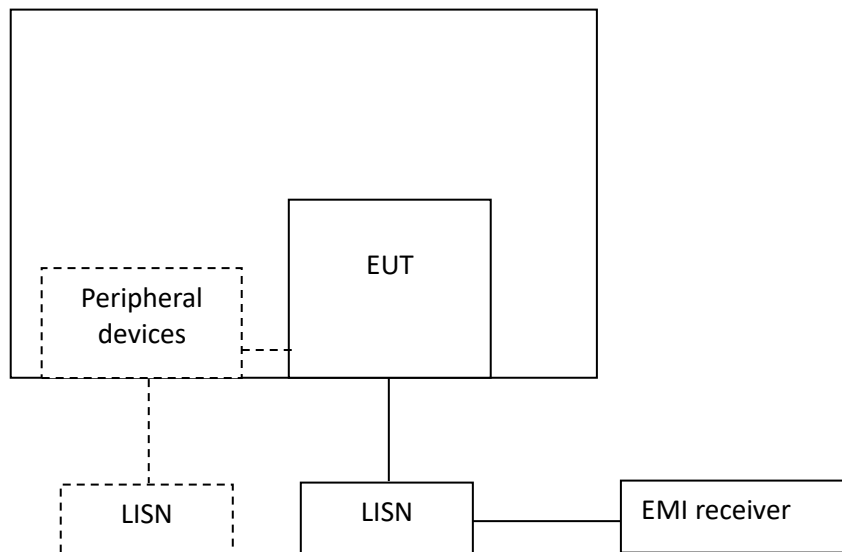 EUT
Peripheral
devices
LISN
LISN
EMI receiver